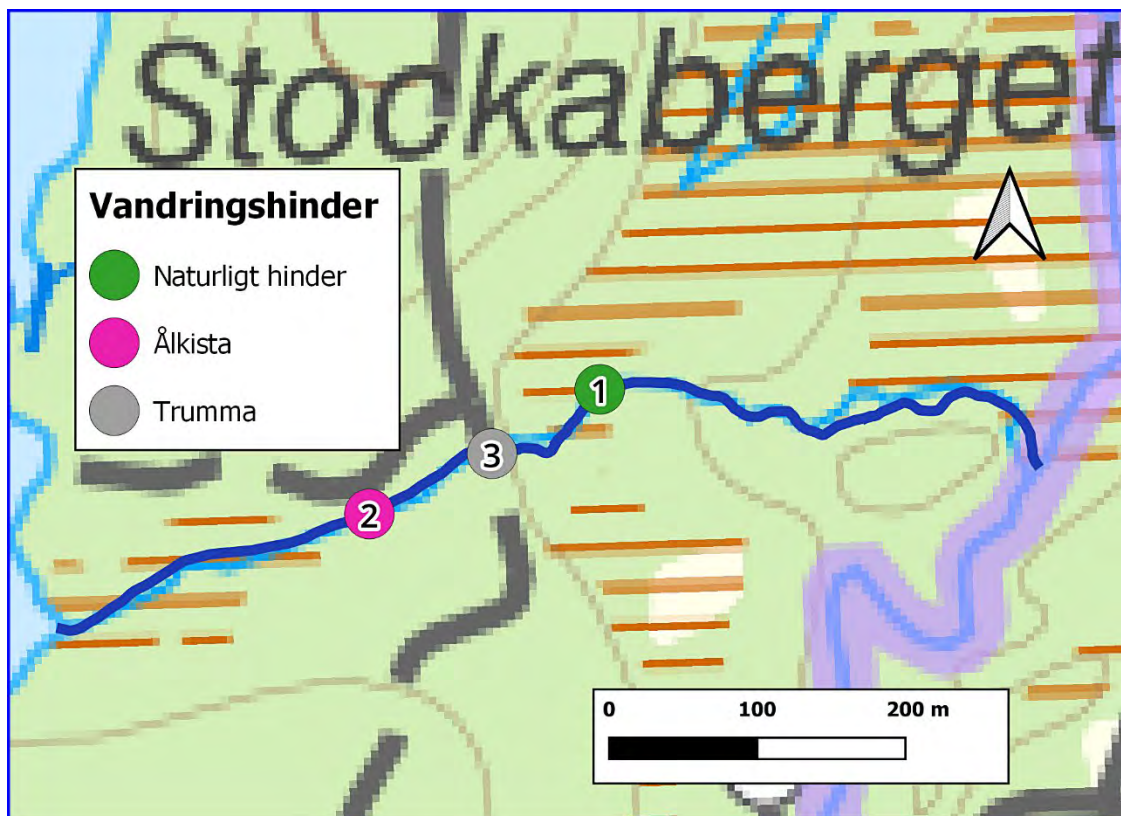 Stockaberget
Vandringshinder
Naturligt hinder
Ålkista
Trumma
1
3
2
0 100 200 m